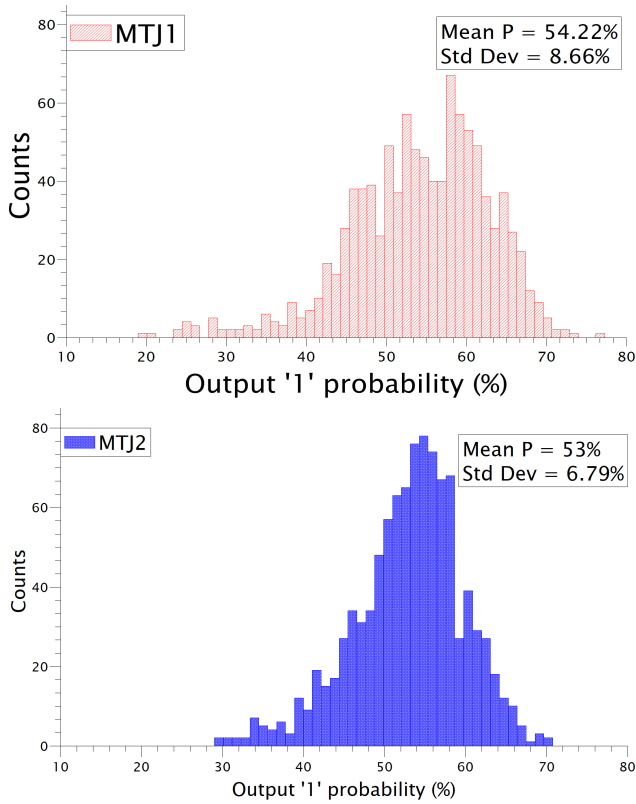 MTJ1
Mean P = 54.22%
Std Dev = 8.66%
80
60
40
20
0
Counts
10 20 30 40 50 60 70 80
Output '1' probability (%)
MTJ2
Mean P = 53%
Std Dev = 6.79%
80
60
40
20
0
Counts
10 20 30 40 50 60 70 80
Output '1' probability (%)